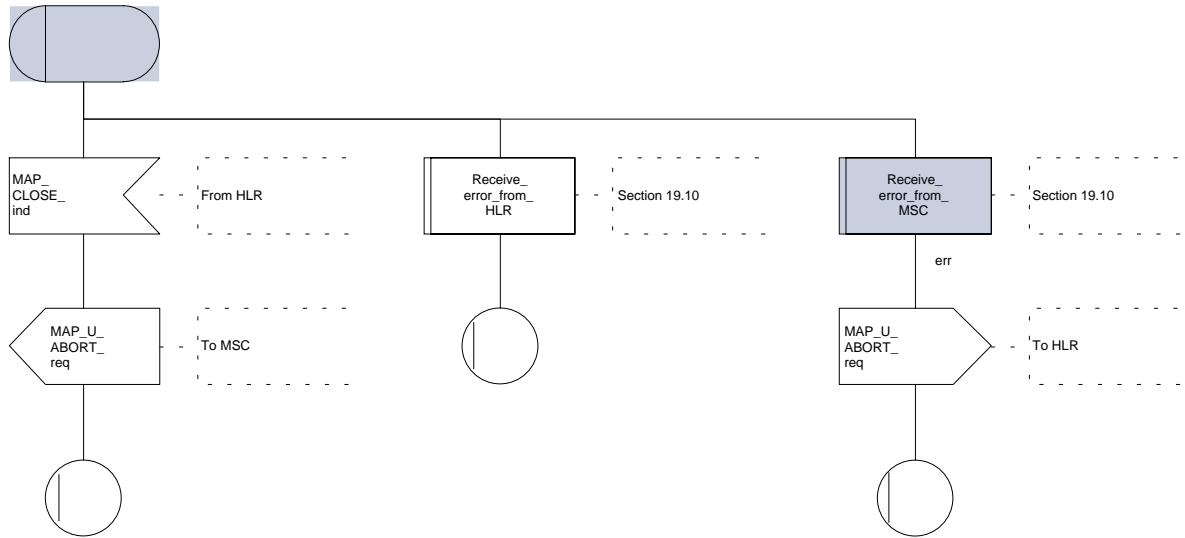 MAP_
CLOSE_
ind
From HLR
Receive_
error_from_
HLR
Section 19.10
Receive_
error_from_
MSC
Section 19.10
err
MAP_U_
ABORT_
req
To MSC
MAP_U_
ABORT_
req
To HLR